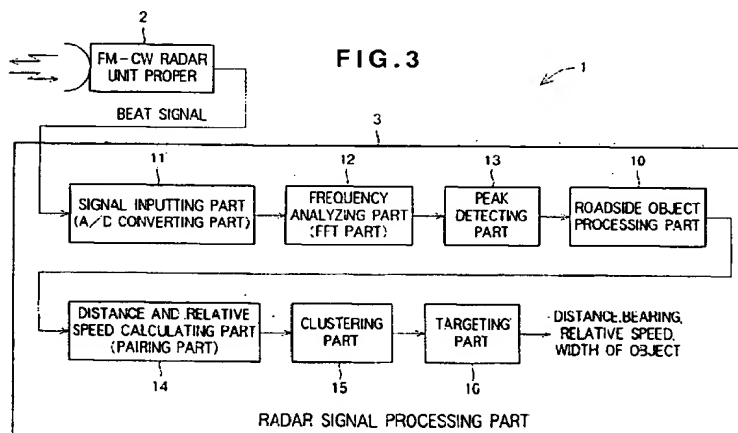 2
FM-CW RADAR
UNIT PROPER
FIG.3
1
BEAT SIGNAL
3
11
12
13
10
SIGNAL INPUTTING PART
(A/D CONVERTING PART)
FREQUENCY
ANALYZING PART
(FFT PART)
PEAK
DETECTING
PART
ROADSIDE OBJECT
PROCESSING PART
DISTANCE AND RELATIVE
SPEED CALCULATING PART
(PAIRING PART)
CLUSTERING
PART
TARGETING
PART
DISTANCE,BEARING,
RELATIVE SPEED,
WIDTH OF OBJECT
14
15
16
RADAR SIGNAL PROCESSING PART